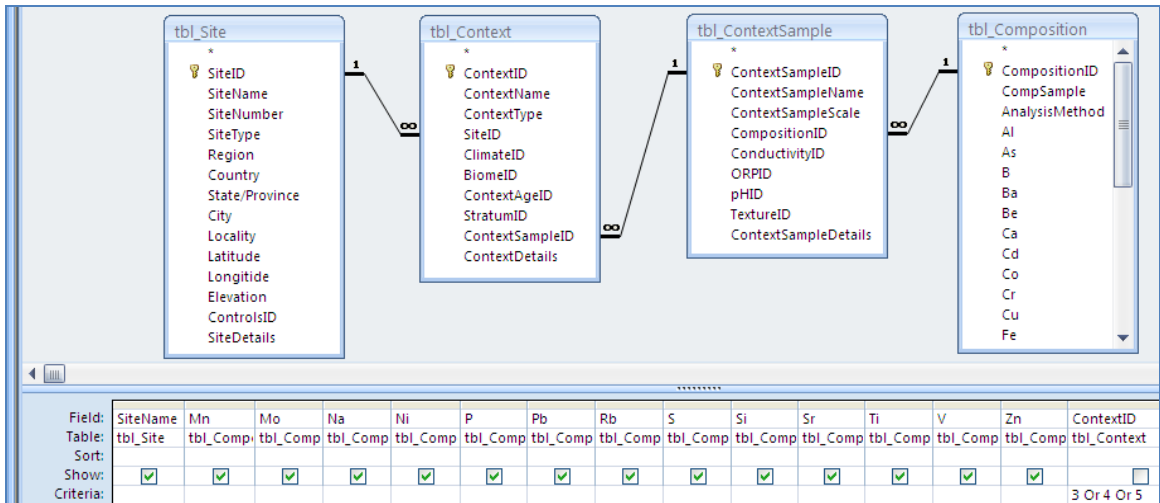 tbl_Site
*
SiteID
SiteName
SiteNumber
SiteType
Region
Country
State/Province
City
Locality
Latitude
Longitide
Elevation
ControlsID
SiteDetails
1
∞
tbl_Context
*
ContextID
ContextName
ContextType
SiteID
ClimateID
BiomeID
ContextAgeID
StratumID
ContextSampleID
ContextDetails
1
∞
tbl_ContextSample
*
ContextSampleID
ContextSampleName
ContextSampleScale
CompositionID
ConductivityID
ORPID
pHID
TextureID
ContextSampleDetails
1
∞
tbl_Composition
*
CompositionID
CompSample
AnalysisMethod
Al
As
B
Ba
Be
Ca
Cd
Co
Cr
Cu
Fe
Field: SiteName Mn Mo Na Ni P Pb Rb S Si Sr Ti V Zn ContextID
Table: tbl_Site tbl_Comp tbl_Comp tbl_Comp tbl_Comp tbl_Comp tbl_Comp tbl_Comp tbl_Comp tbl_Comp tbl_Comp tbl_Comp tbl_Comp tbl_Comp tbl_Context
Sort:
Show:
Criteria: 3 Or 4 Or 5